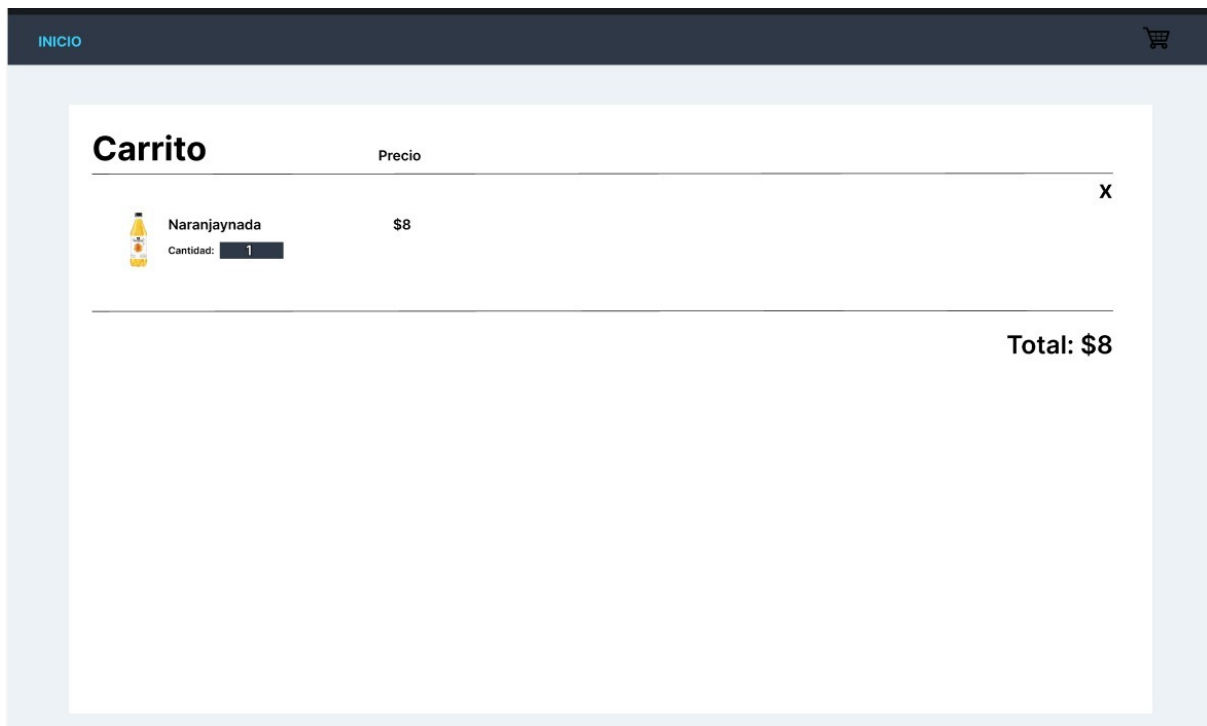 INICIO
Carrito
Precio
X
Naranjaynada
$8
Cantidad: 1
Total: $8